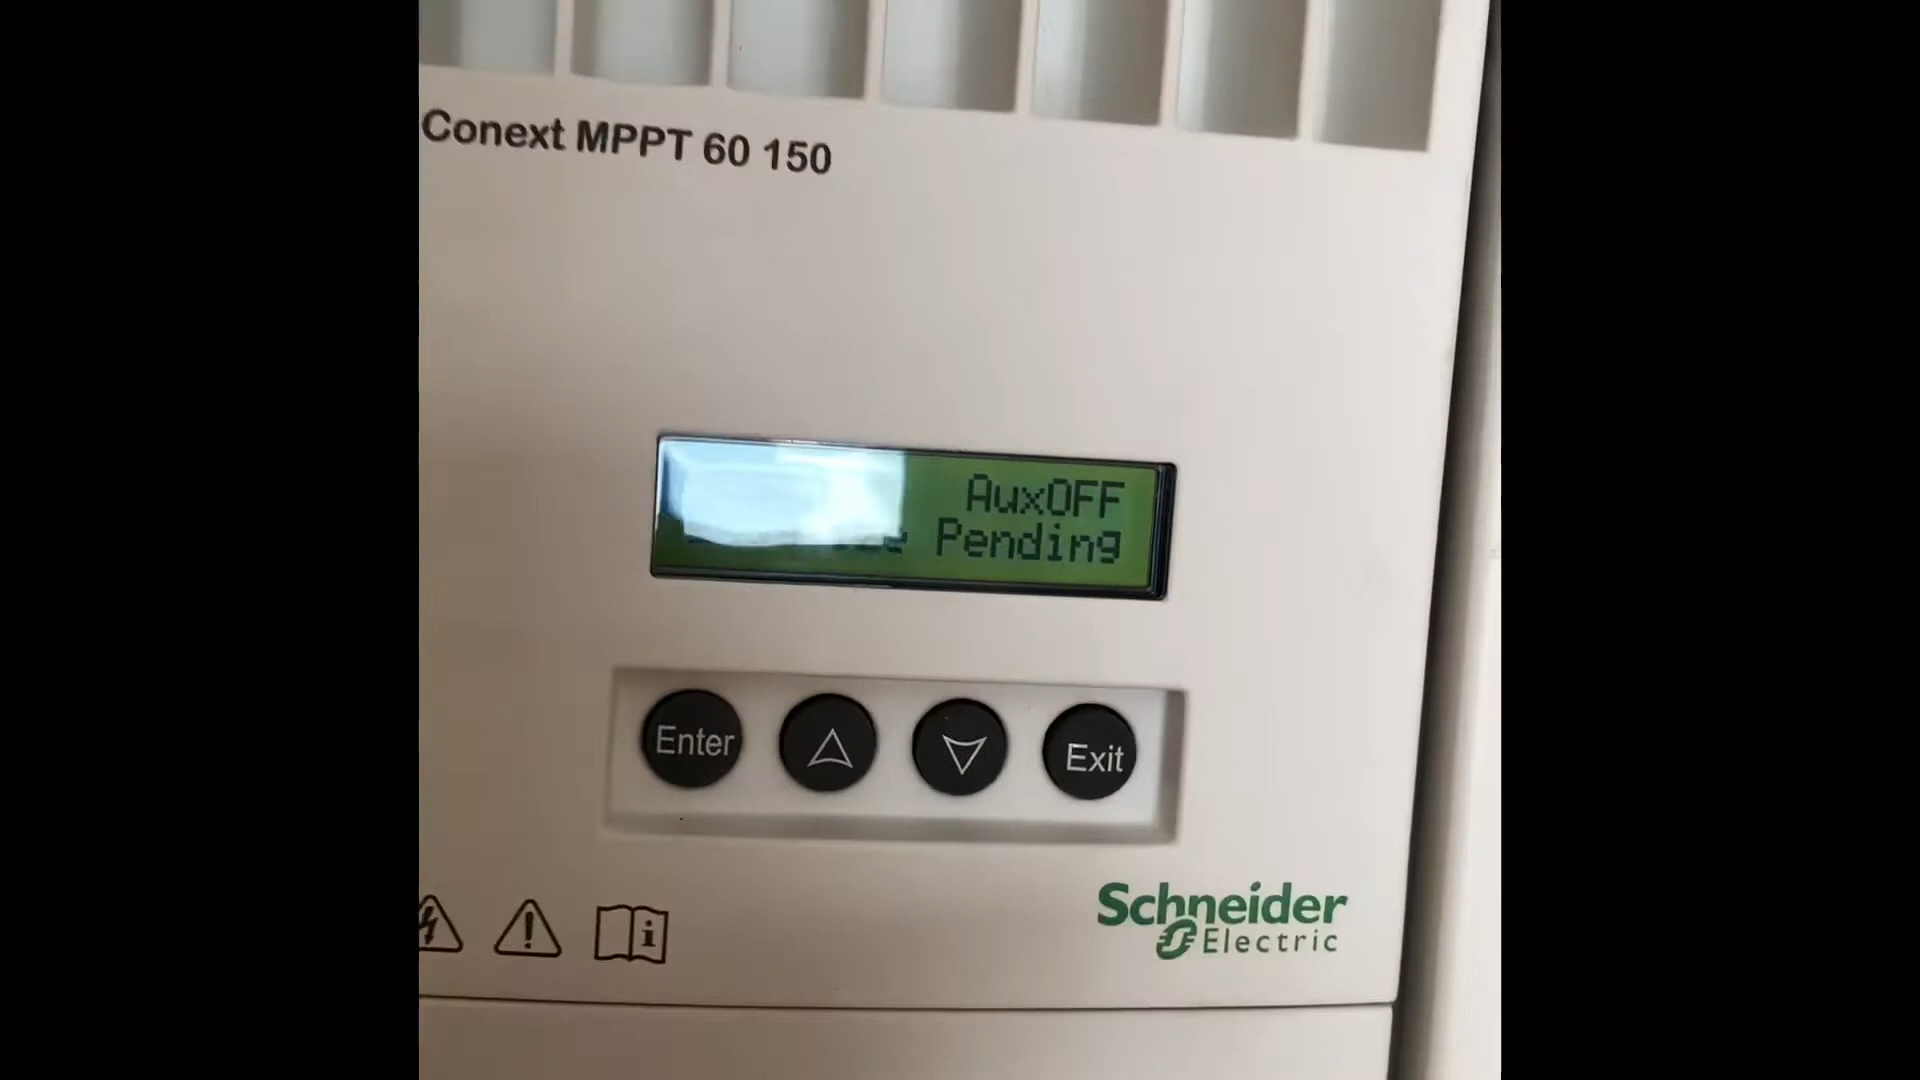 Conext MPPT 60 150
AuxOFF
Pending
Enter
Exit
Schneider
Electric